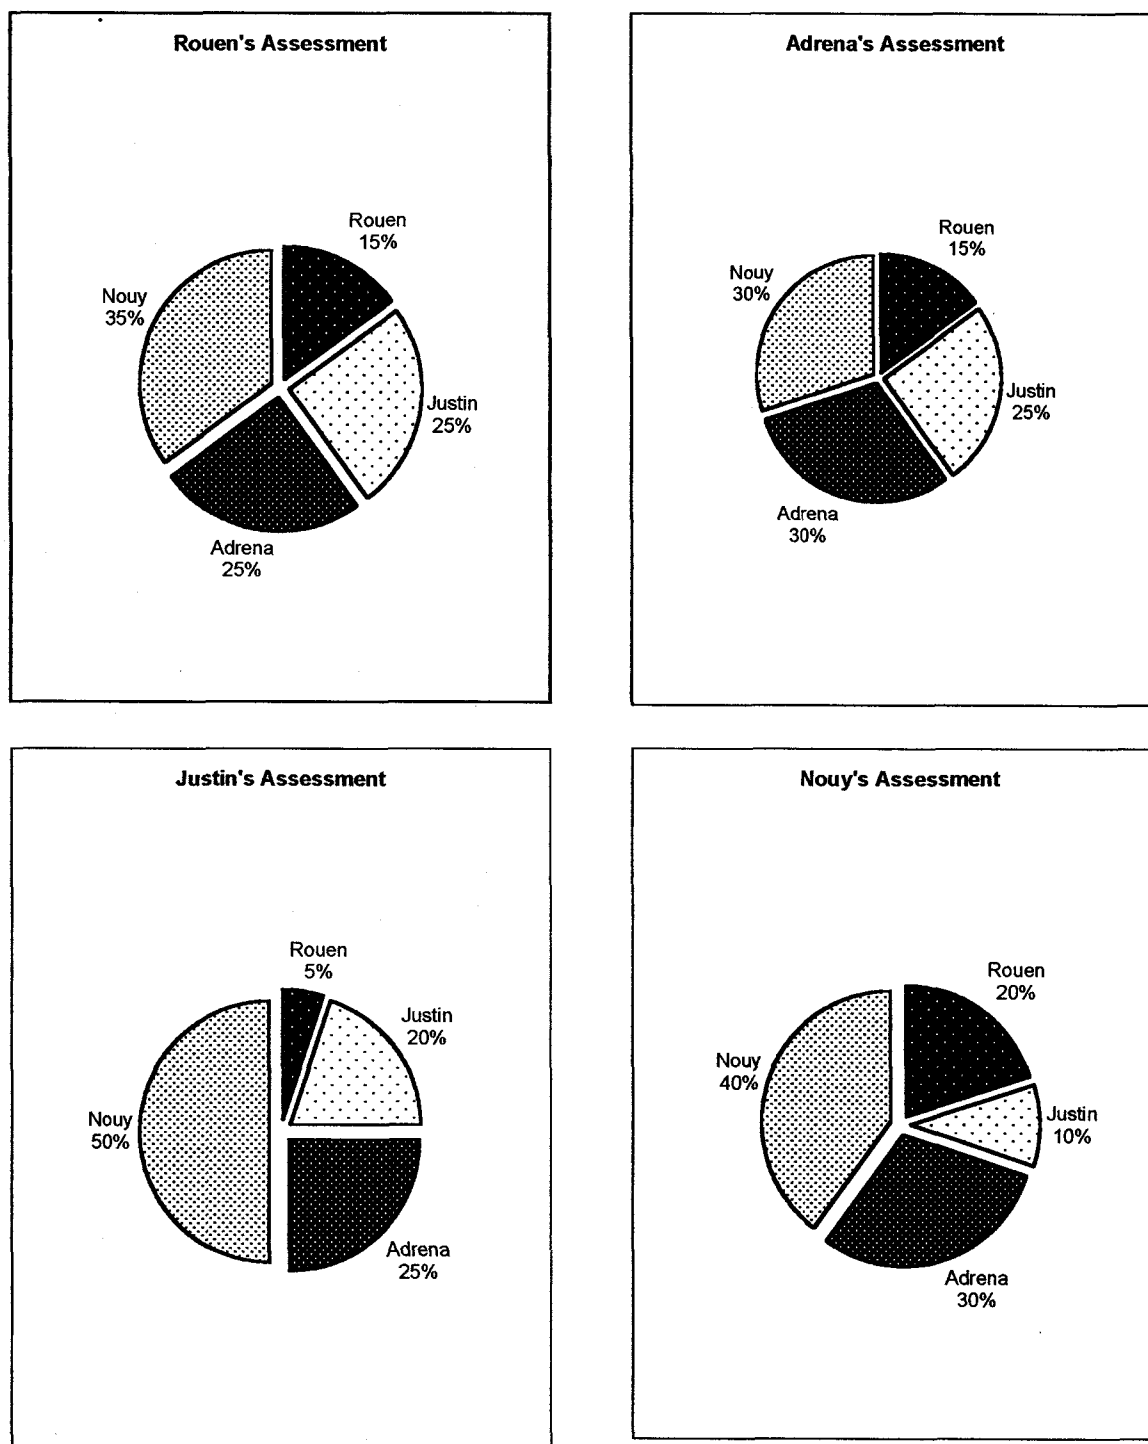 Rouen's Assessment
Rouen
15%
Nouy
35%
Justin
25%
Adrena
25%
Adrena's Assessment
Rouen
15%
Nouy
30%
Justin
25%
Adrena
30%
Justin's Assessment
Rouen
5%
Justin
20%
Nouy
50%
Adrena
25%
Nouy's Assessment
Rouen
20%
Nouy
40%
Justin
10%
Adrena
30%